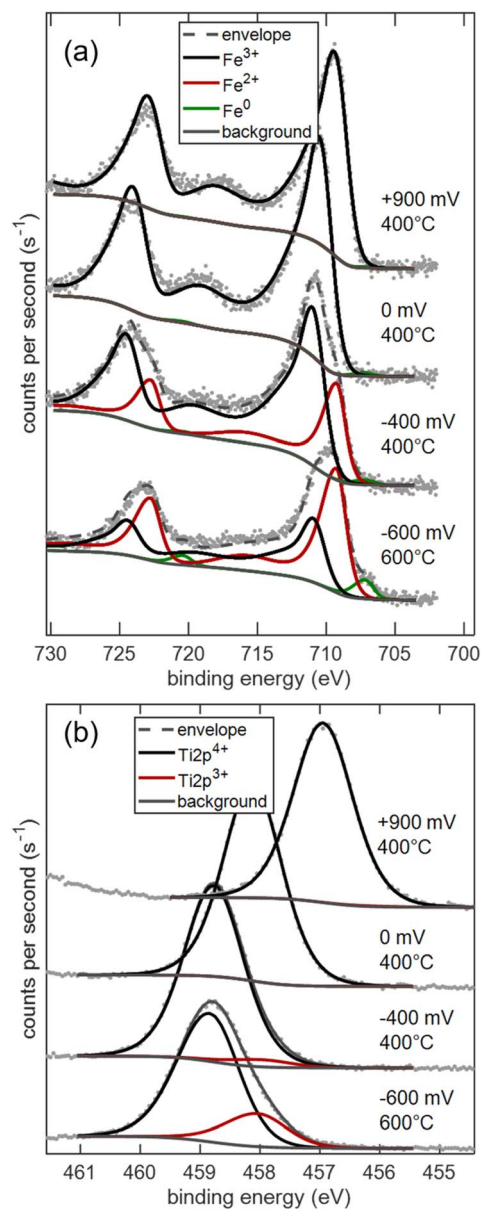 (a)
envelope
Fe³⁺
Fe²⁺
Fe⁰
background
+900 mV
400°C
0 mV
400°C
-400 mV
400°C
-600 mV
600°C
counts per second (s⁻¹)
730 725 720 715 710 705 700
binding energy (eV)
(b)
envelope
Ti2p⁴⁺
Ti2p³⁺
background
+900 mV
400°C
0 mV
400°C
-400 mV
400°C
-600 mV
600°C
counts per second (s⁻¹)
461 460 459 458 457 456 455
binding energy (eV)